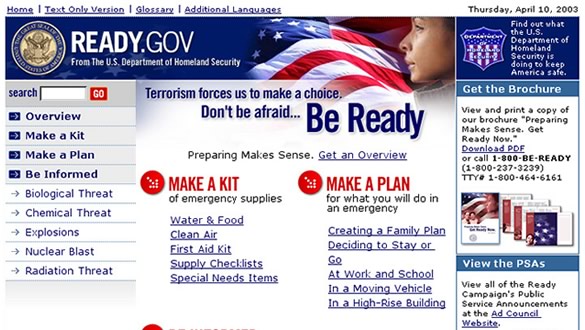 Home | Text Only Version | Glossary | Additional Languages
Thursday, April 10, 2003
READY.GOV
From The U.S. Department of Homeland Security
Find out what
the U.S.
Department of
Homeland
Security is
doing to keep
America safe.
search GO
Overview
Make a Kit
Make a Plan
Be Informed
Biological Threat
Chemical Threat
Explosions
Nuclear Blast
Radiation Threat
Terrorism forces us to make a choice.
Don't be afraid... Be Ready
Preparing Makes Sense. Get an Overview
MAKE A KIT
of emergency supplies
Water & Food
Clean Air
First Aid Kit
Supply Checklists
Special Needs Items
MAKE A PLAN
for what you will do in
an emergency
Creating a Family Plan
Deciding to Stay or
Go
At Work and School
In a Moving Vehicle
In a High-Rise Building
Get the Brochure
View and print a copy of
our brochure "Preparing
Makes Sense. Get
Ready Now."
Download PDF
or call 1-800-BE-READY
(1-800-237-3239)
TTY# 1-800-464-6161
View the PSAs
View all of the Ready
Campaign's Public
Service Announcements
at the Ad Council
Website.